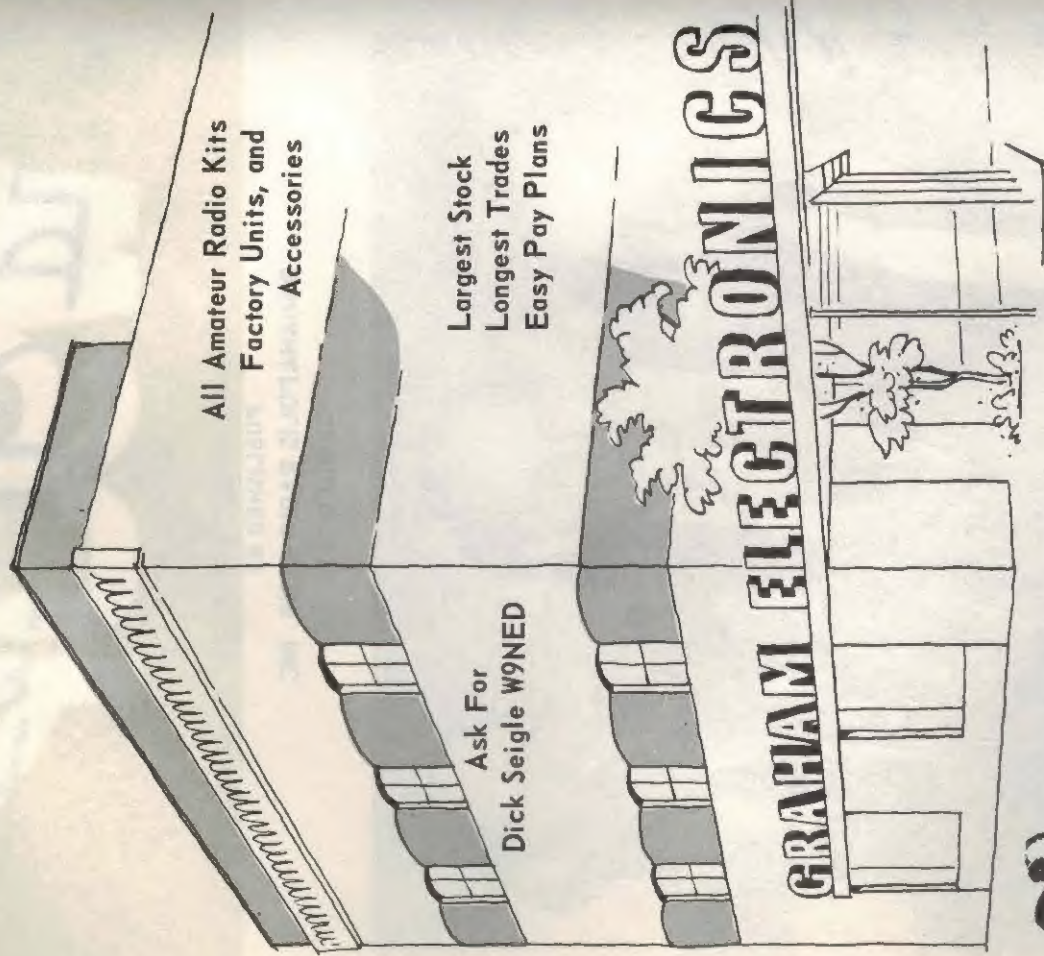 All Amateur Radio Kits
Factory Units, and
Accessories
Largest Stock
Longest Trades
Easy Pay Plans
Ask For
Dick Seigle W9NED
GRAHAM ELECTRONICS